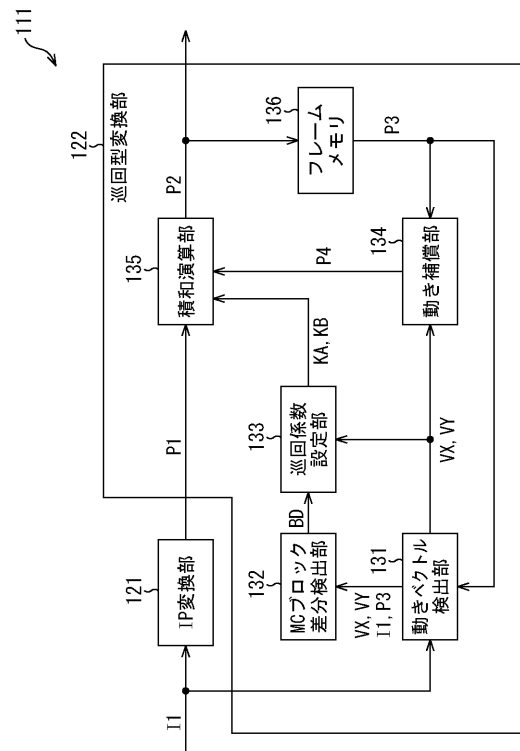 111
122
巡回型変換部
I1
121
IP変換部
P1
135
積和演算部
P2
136
フレーム
メモリ
P3
132
MCブロック
差分検出部
BD
133
巡回係数
設定部
KA, KB
P4
VX, VY
I1, P3
131
動きベクトル
検出部
VX, VY
134
動き補償部